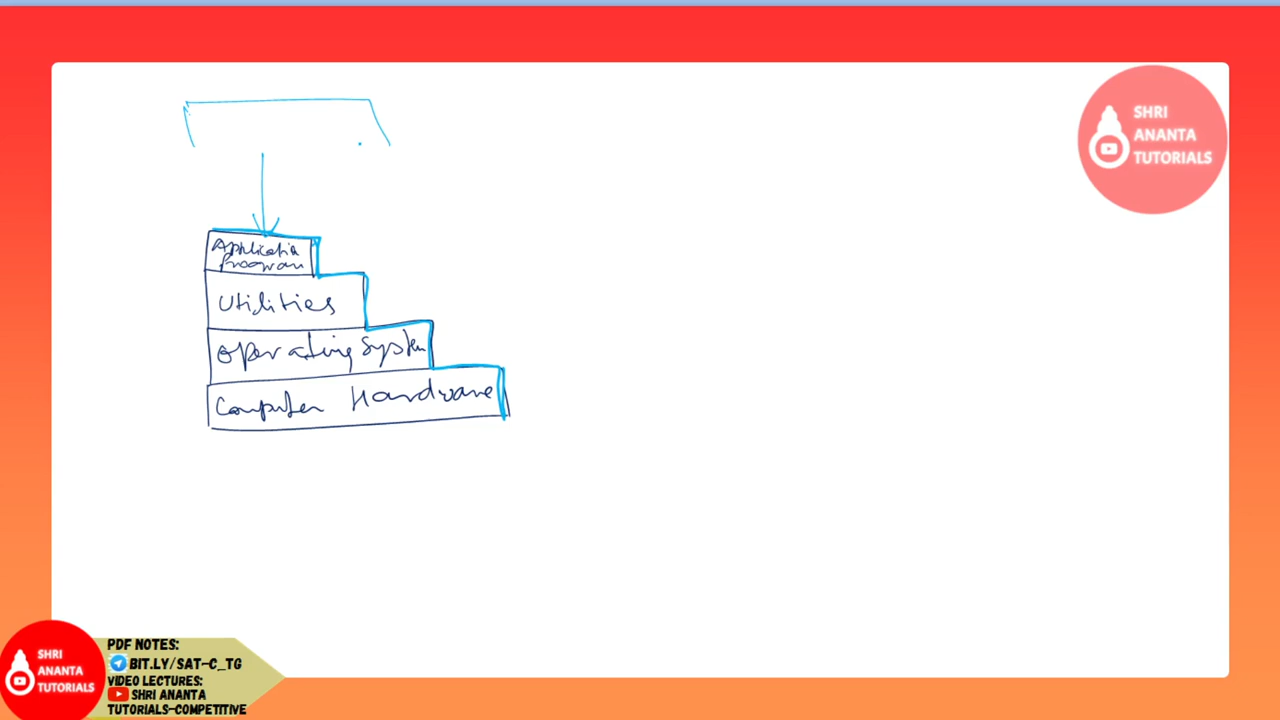 SHRI
ANANTA
TUTORIALS
Application
Program
Utilities
Operating System
Computer Hardware
SHRI
ANANTA
TUTORIALS
PDF NOTES:
BIT.LY/SAT-C_TG
VIDEO LECTURES:
SHRI ANANTA
TUTORIALS-COMPETITIVE